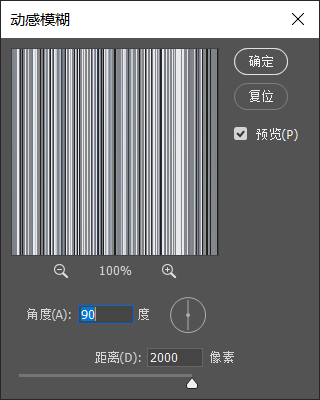 动感模糊
确定
复位
预览(P)
100%
角度(A): 90 度
距离(D): 2000 像素